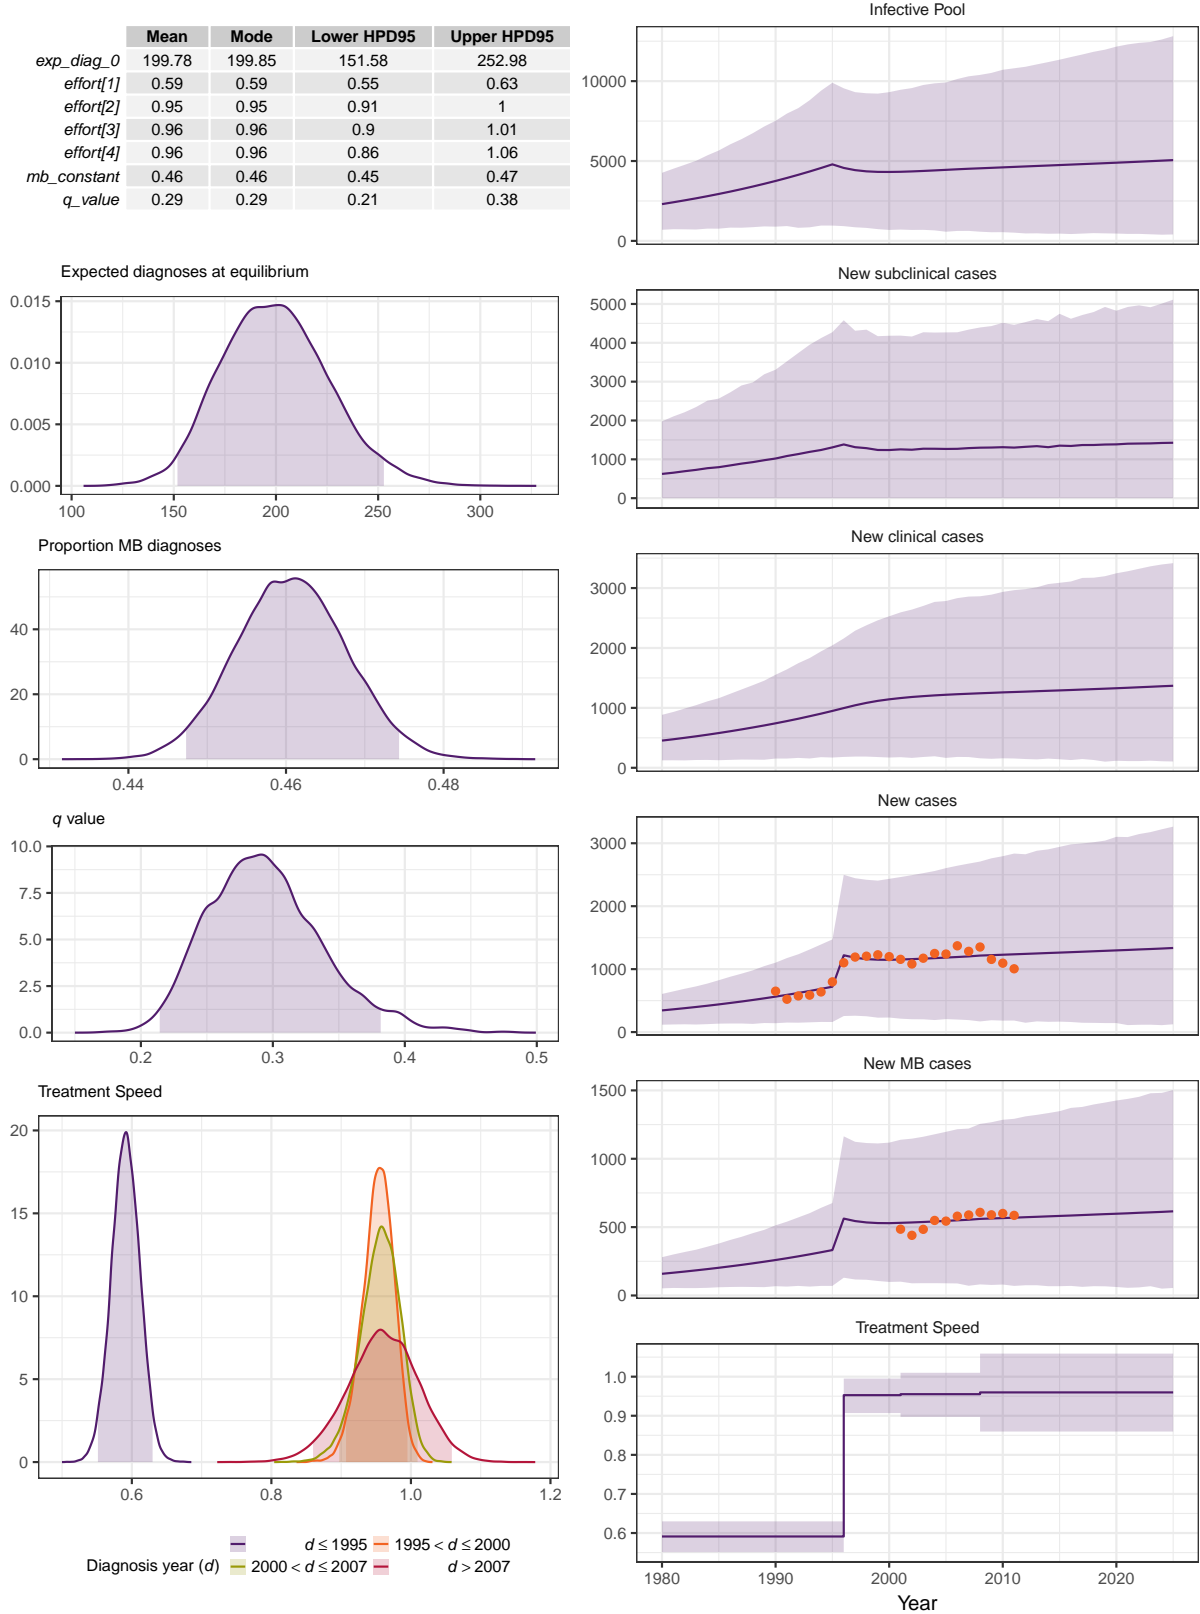 Mean Mode Lower HPD95 Upper HPD95
exp_diag_0 199.78 199.85 151.58 252.98
effort[1] 0.59 0.59 0.55 0.63
effort[2] 0.95 0.95 0.91 1
effort[3] 0.96 0.96 0.9 1.01
effort[4] 0.96 0.96 0.86 1.06
mb_constant 0.46 0.46 0.45 0.47
q_value 0.29 0.29 0.21 0.38
Expected diagnoses at equilibrium
0.015
0.010
0.005
0.000
100 150 200 250 300
Proportion MB diagnoses
40
20
0
0.44 0.46 0.48
q value
10.0
7.5
5.0
2.5
0.0
0.2 0.3 0.4 0.5
Treatment Speed
20
15
10
5
0
0.6 0.8 1.0 1.2
Diagnosis year (d)
d ≤ 1995
1995 < d ≤ 2000
2000 < d ≤ 2007
d > 2007
Infective Pool
10000
5000
0
New subclinical cases
5000
4000
3000
2000
1000
0
New clinical cases
3000
2000
1000
0
New cases
3000
2000
1000
0
New MB cases
1500
1000
500
0
Treatment Speed
1.0
0.9
0.8
0.7
0.6
1980 1990 2000 2010 2020
Year